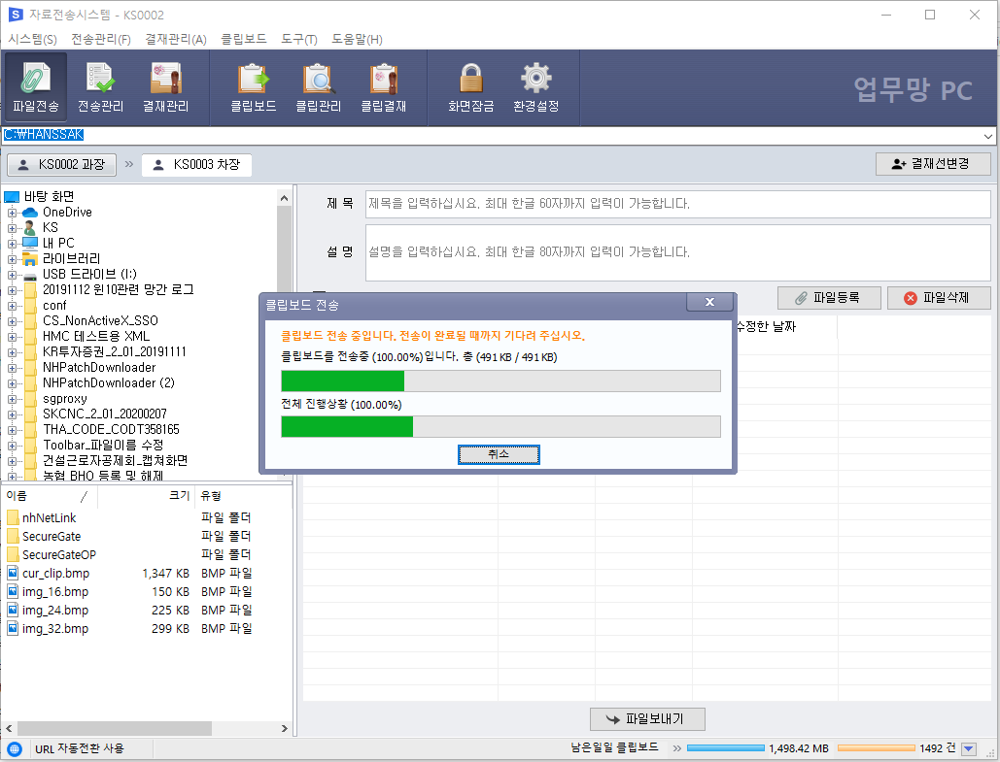 자료전송시스템 - KS0002
시스템(S) 전송관리(F) 결재관리(A) 클립보드 도구(T) 도움말(H)
파일전송 전송관리 결재관리 클립보드 클립관리 클립결재 화면잠금 환경설정 업무망 PC
C:\HANSSAK
KS0002 과장 » KS0003 차장 결재선변경
바탕 화면
OneDrive
KS
내 PC
라이브러리
USB 드라이브 (I:)
20191112 윈10관련 망간 로그
conf
CS_NonActiveX_SSO
HMC 테스트용 XML
KR투자증권_2_01_20191111
NHPatchDownloader
NHPatchDownloader (2)
sgproxy
SKCNC_2_01_20200207
THA_CODE_CODT358165
Toolbar_파일이름 수정
건설근로자공제회_캡쳐화면
농협 BHO 등록 및 해제
제 목 제목을 입력하십시요. 최대 한글 60자까지 입력이 가능합니다.
설 명 설명을 입력하십시요. 최대 한글 80자까지 입력이 가능합니다.
파일등록 파일삭제
수정한 날짜
클립보드 전송 X
클립보드 전송 중입니다. 전송이 완료될 때까지 기다려 주십시오.
클립보드를 전송중 (100.00%)입니다. 총 (491 KB / 491 KB)
전체 진행상황 (100.00%)
취소
이름 크기 유형
nhNetLink 파일 폴더
SecureGate 파일 폴더
SecureGateOP 파일 폴더
cur_clip.bmp 1,347 KB BMP 파일
img_16.bmp 150 KB BMP 파일
img_24.bmp 225 KB BMP 파일
img_32.bmp 299 KB BMP 파일
파일보내기
URL 자동전환 사용 남은일일 클립보드 » 1,498.42 MB 1492 건